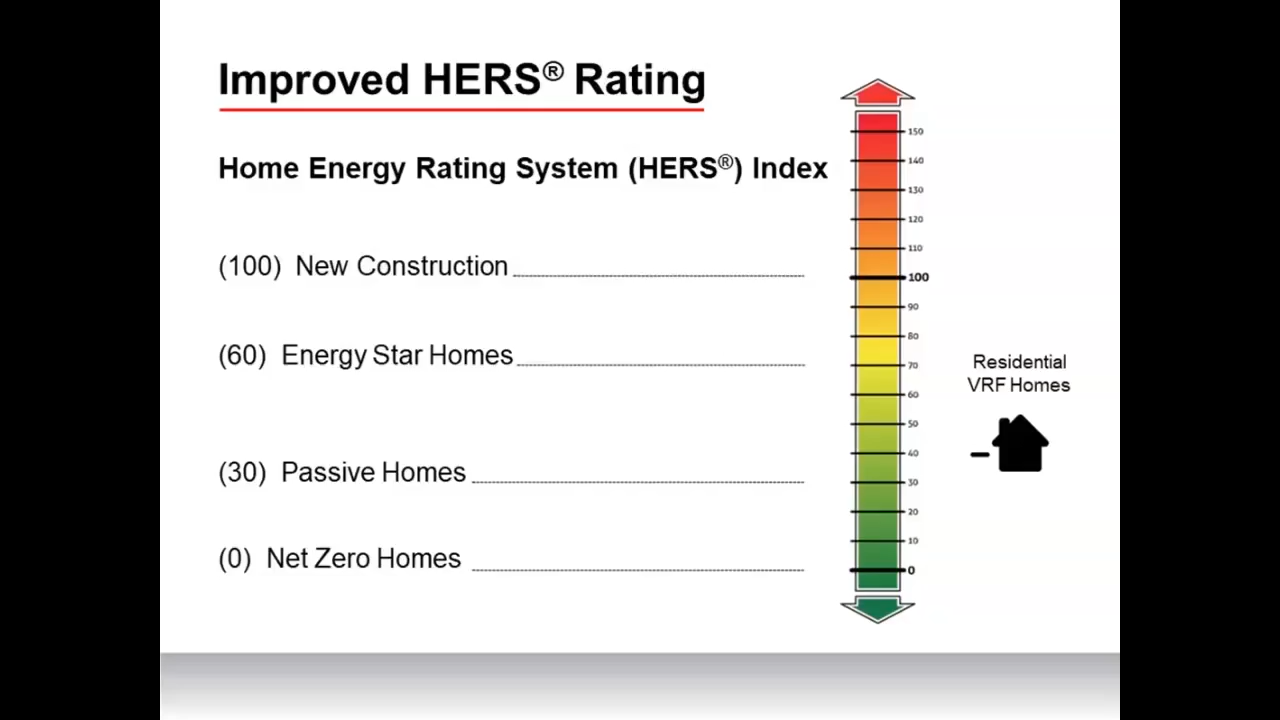 Improved HERS® Rating
Home Energy Rating System (HERS®) Index
(100) New Construction
(60) Energy Star Homes
(30) Passive Homes
(0) Net Zero Homes
150
140
130
120
110
100
90
80
70
60
50
40
30
20
10
0
Residential
VRF Homes